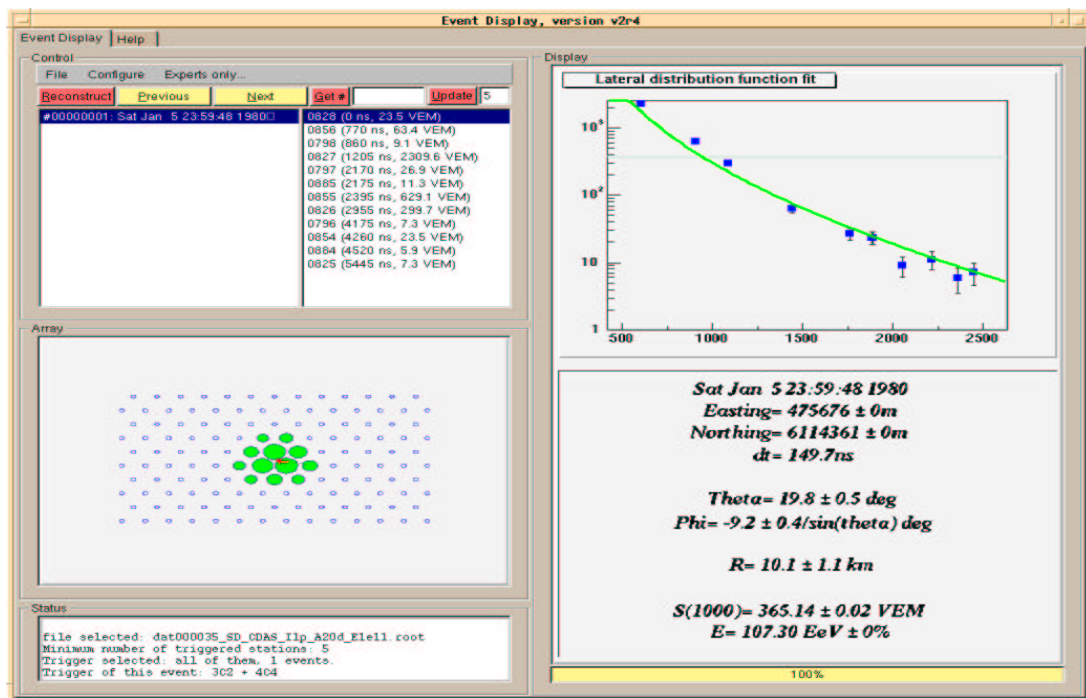 Event Display, version v2r4
Event Display Help
Control
File Configure Experts only...
Reconstruct Previous Next Get # Update 5
#00000001: Sat Jan 5 23:59:48 1980
0828 (0 ns, 23.5 VEM)
0856 (770 ns, 63.4 VEM)
0798 (860 ns, 9.1 VEM)
0827 (1205 ns, 2309.6 VEM)
0797 (2170 ns, 26.9 VEM)
0885 (2175 ns, 11.3 VEM)
0855 (2395 ns, 629.1 VEM)
0826 (2955 ns, 299.7 VEM)
0796 (4175 ns, 7.3 VEM)
0854 (4260 ns, 23.5 VEM)
0884 (4520 ns, 5.9 VEM)
0825 (5445 ns, 7.3 VEM)
Array
Status
file selected: dat000035_SD_CDAS_I1p_A20d_E1e11.root
Minimum number of triggered stations: 5
Trigger selected: all of them, 1 events.
Trigger of this event: 3C2 + 4C4
Display
Lateral distribution function fit
10³
10²
10
1
500 1000 1500 2000 2500
Sat Jan 5 23:59:48 1980
Easting= 475676 ± 0m
Northing= 6114361 ± 0m
dt= 149.7ns
Theta= 19.8 ± 0.5 deg
Phi= -9.2 ± 0.4/sin(theta) deg
R= 10.1 ± 1.1 km
S(1000)= 365.14 ± 0.02 VEM
E= 107.30 EeV ± 0%
100%